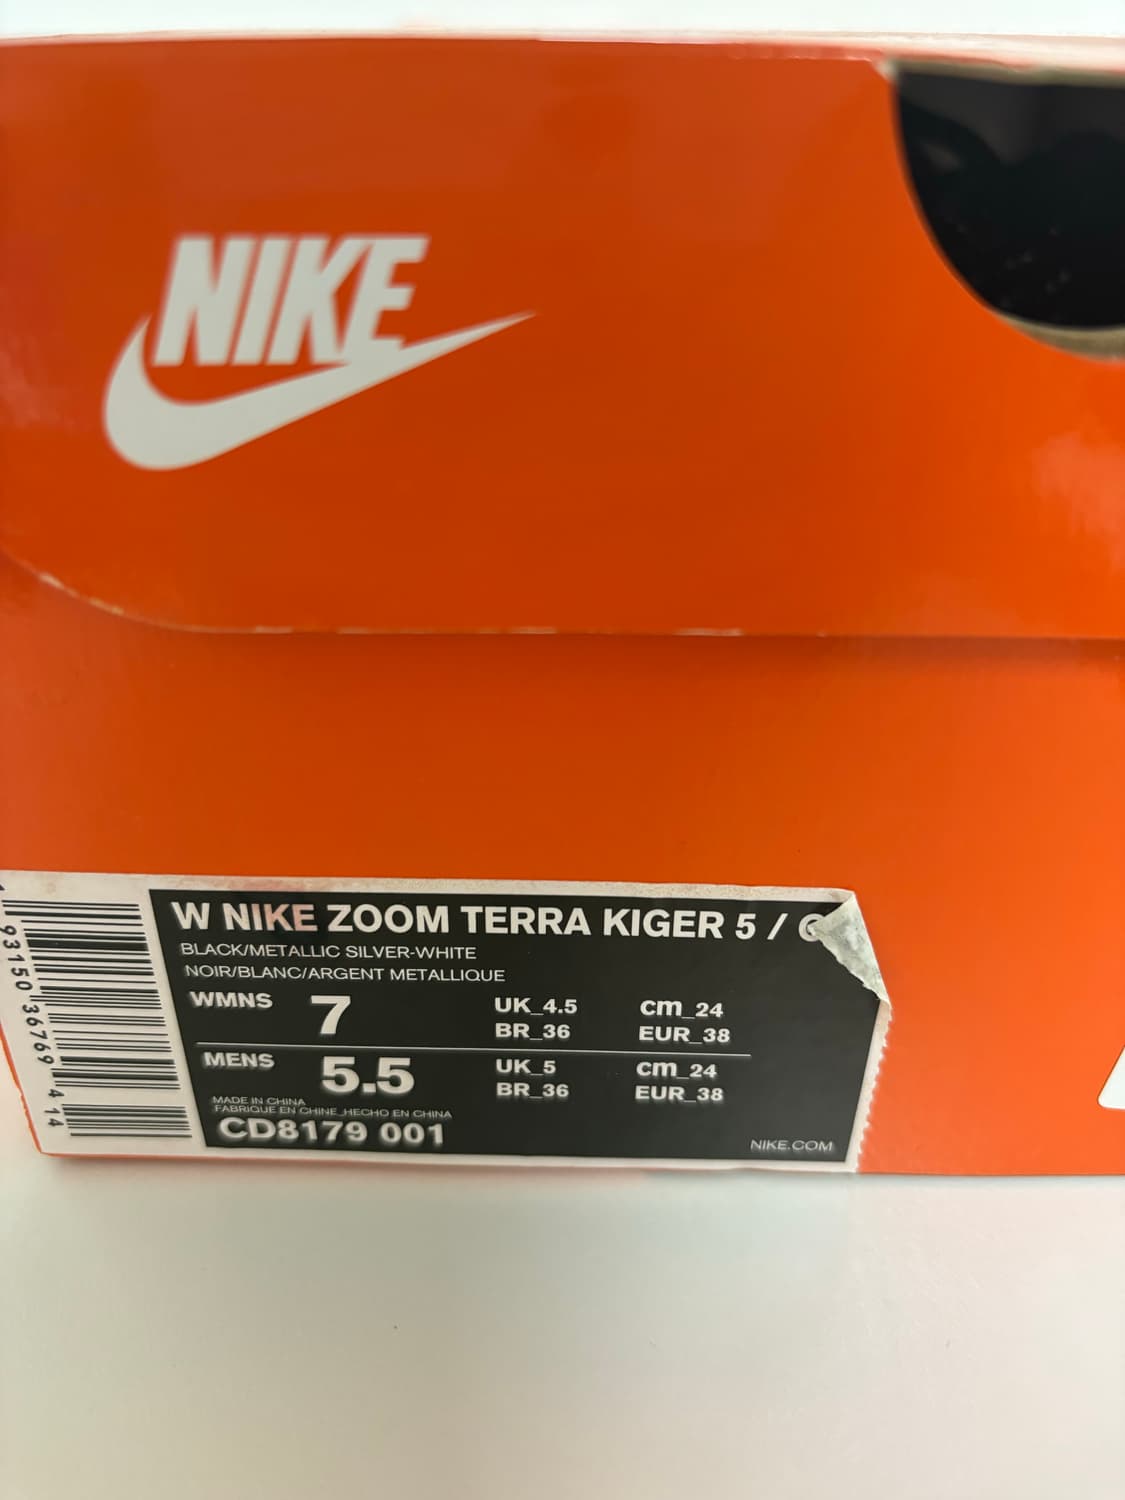 NIKE
W NIKE ZOOM TERRA KIGER 5 /
BLACK/METALLIC SILVER-WHITE
NOIR/BLANC/ARGENT METALLIQUE
WMNS 7 UK_4.5 cm_24
BR_36 EUR_38
MENS 5.5 UK_5 cm_24
BR_36 EUR_38
MADE IN CHINA
FABRIQUE EN CHINE_HECHO EN CHINA
CD8179 001
NIKE.COM
93150 36769 4 14